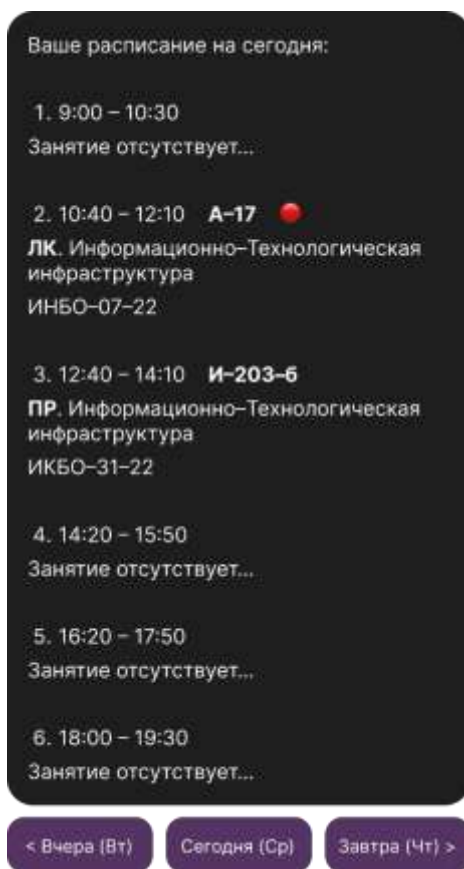 Ваше расписание на сегодня:
1. 9:00 – 10:30
Занятие отсутствует...
2. 10:40 – 12:10 А–17
ЛК. Информационно–Технологическая
инфраструктура
ИНБО–07–22
3. 12:40 – 14:10 И–203–б
ПР. Информационно–Технологическая
инфраструктура
ИКБО–31–22
4. 14:20 – 15:50
Занятие отсутствует...
5. 16:20 – 17:50
Занятие отсутствует...
6. 18:00 – 19:30
Занятие отсутствует...
< Вчера (Вт) Сегодня (Ср) Завтра (Чт) >